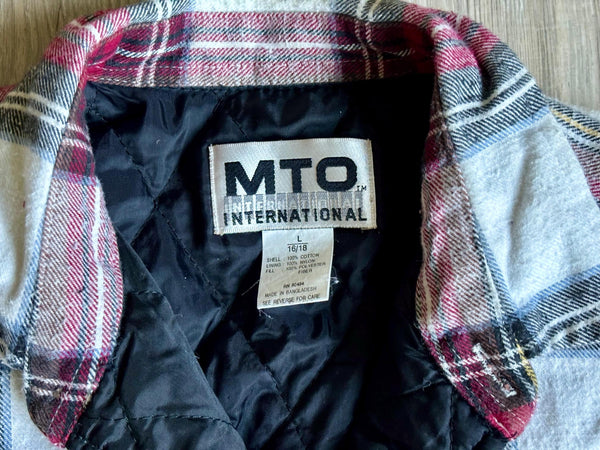 MTO TM
INTERNATIONAL
INTERNATIONAL
L
16/18
SHELL : 100% COTTON
LINING : 100% NYLON
FILL : 100% POLYESTER
FIBER
MADE IN BANGLADESH
SEE REVERSE FOR CARE